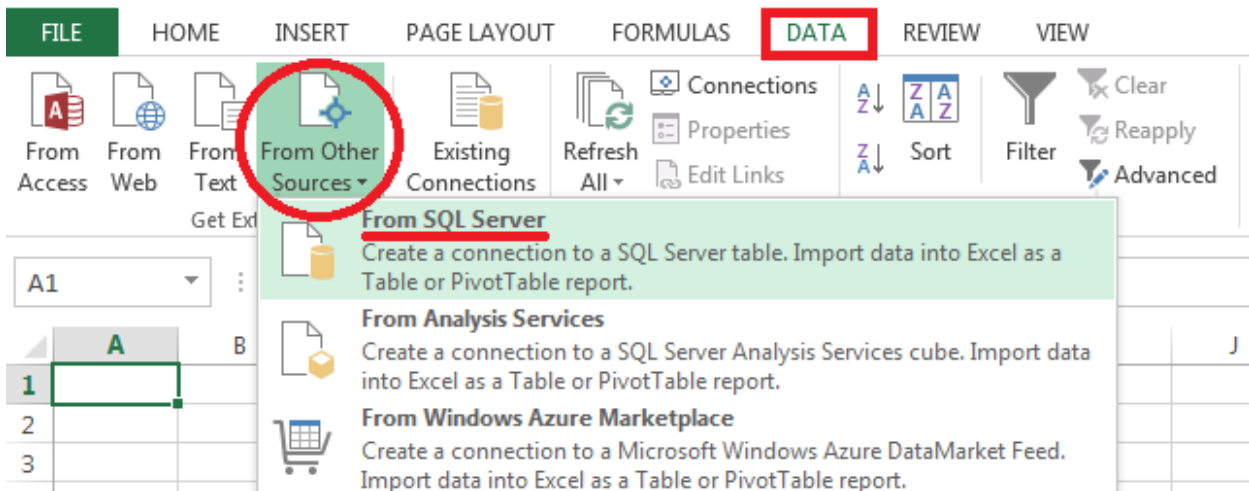 FILE HOME INSERT PAGE LAYOUT FORMULAS DATA REVIEW VIEW
From Access
From Web
From Text
From Other Sources
Existing Connections
Refresh All
Connections
Properties
Edit Links
Sort
Filter
Clear
Reapply
Advanced
Get Ext
From SQL Server
Create a connection to a SQL Server table. Import data into Excel as a
Table or PivotTable report.
From Analysis Services
Create a connection to a SQL Server Analysis Services cube. Import data
into Excel as a Table or PivotTable report.
From Windows Azure Marketplace
Create a connection to a Microsoft Windows Azure DataMarket Feed.
Import data into Excel as a Table or PivotTable report.
A1
A B J
1
2
3